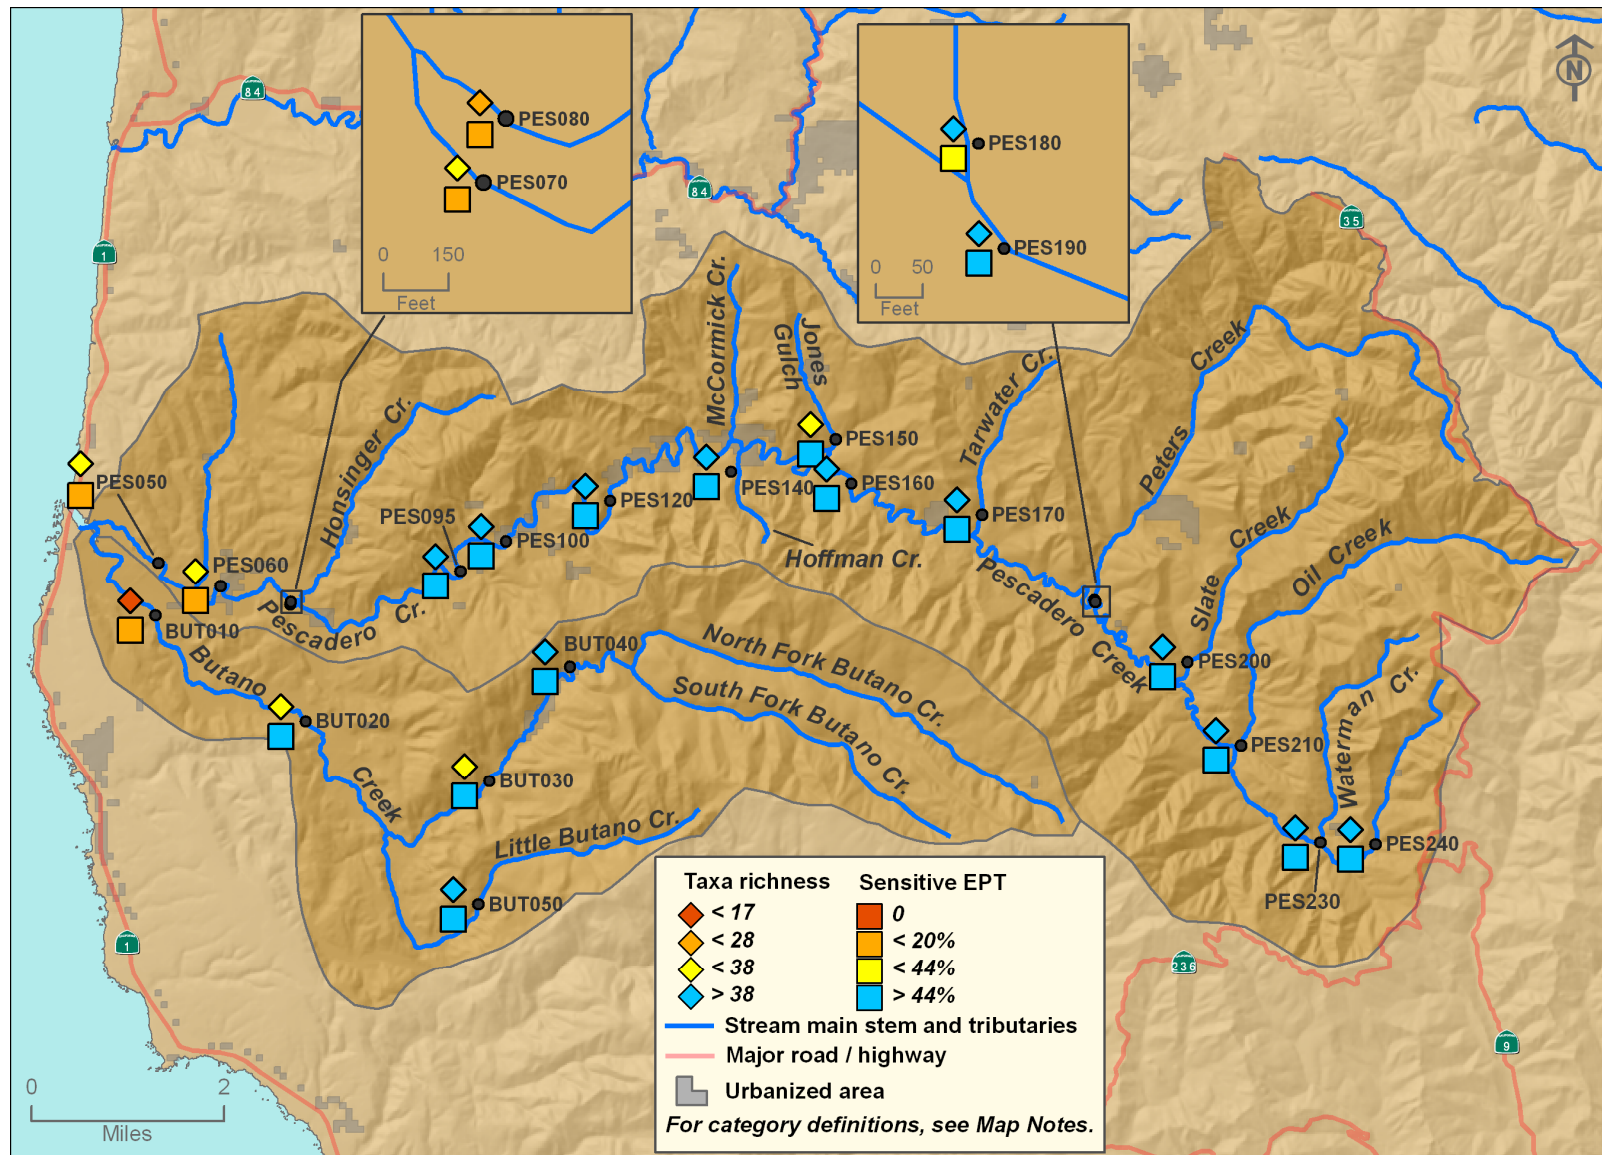 84
PES080
PES070
0 150
Feet
PES180
PES190
0 50
Feet
N
84
35
1
McCormick Cr.
Jones
Gulch
Tarwater Cr.
Peters Creek
Honsinger Cr.
PES050
PES060
PES095
PES100
PES120
PES140
PES150
PES160
PES170
Hoffman Cr.
Pescadero Cr.
Pescadero Creek
Slate Creek
Oil Creek
BUT010
Butano Creek
BUT020
BUT030
BUT040
BUT050
North Fork Butano Cr.
South Fork Butano Cr.
Little Butano Cr.
PES200
PES210
Waterman Cr.
PES240
PES230
1
236
9
Taxa richness Sensitive EPT
< 17 0
< 28 < 20%
< 38 < 44%
> 38 > 44%
Stream main stem and tributaries
Major road / highway
Urbanized area
For category definitions, see Map Notes.
0 2
Miles